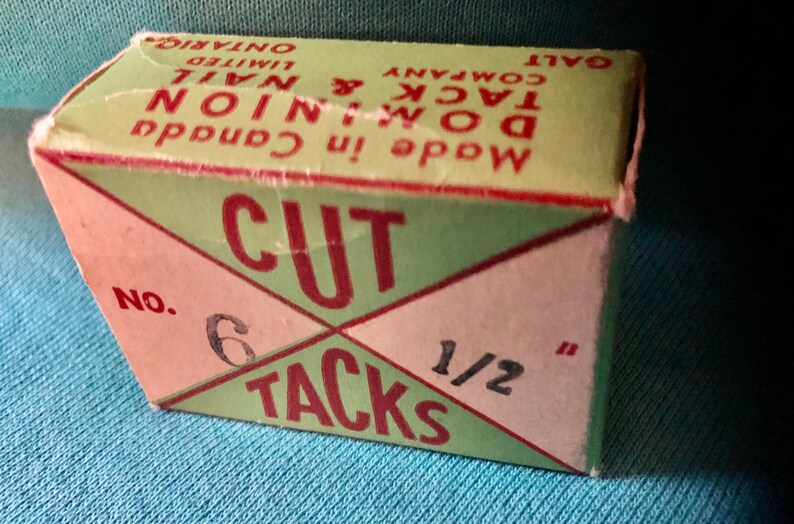 Made in Canada
DOMINION
TACK & NAIL
COMPANY LIMITED
GALT ONTARIO
CUT
NO. 6 1/2 "
TACKS